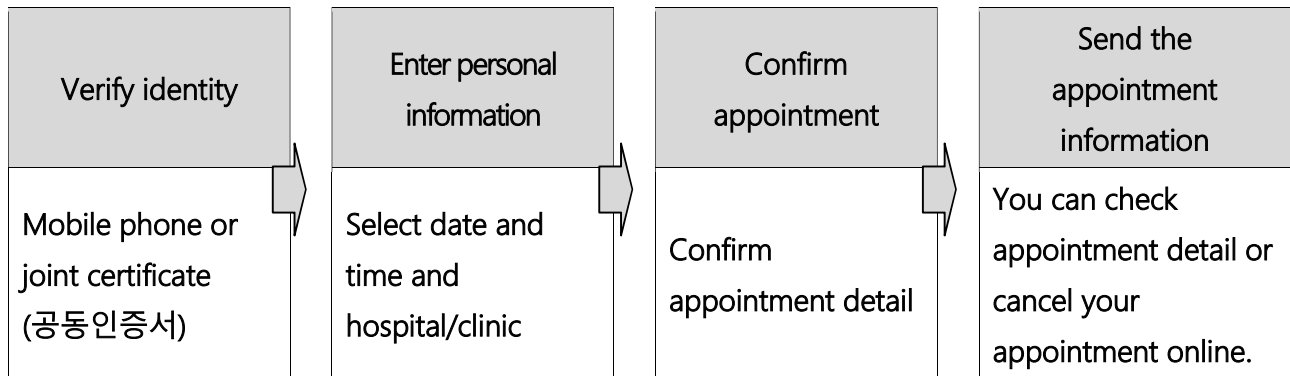 Verify identity
Mobile phone or
joint certificate
(공동인증서)
Enter personal
information
Select date and
time and
hospital/clinic
Confirm
appointment
Confirm
appointment detail
Send the
appointment
information
You can check
appointment detail or
cancel your
appointment online.